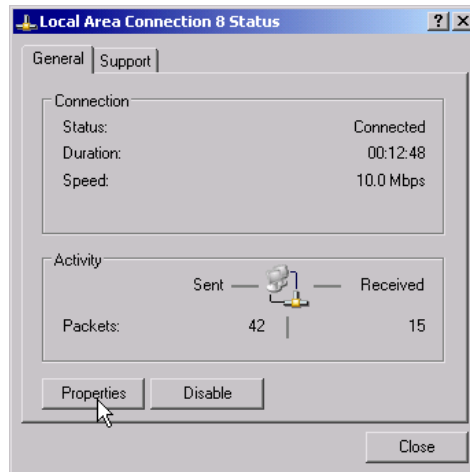 Local Area Connection 8 Status
General Support
Connection
Status: Connected
Duration: 00:12:48
Speed: 10.0 Mbps
Activity
Sent Received
Packets: 42 15
Properties Disable
Close